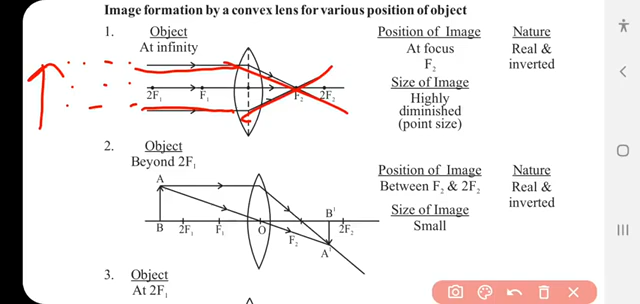 Image formation by a convex lens for various position of object
1. Object
At infinity
Position of Image
At focus
F₂
Size of Image
Highly
diminished
(point size)
Nature
Real &
inverted
2F₁ F₁ F₂ 2F₂
2. Object
Beyond 2F₁
Position of Image
Between F₂ & 2F₂
Size of Image
Small
Nature
Real &
inverted
A
B 2F₁ F₁ O F₂ B¹ 2F₂
A¹
3. Object
At 2F₁